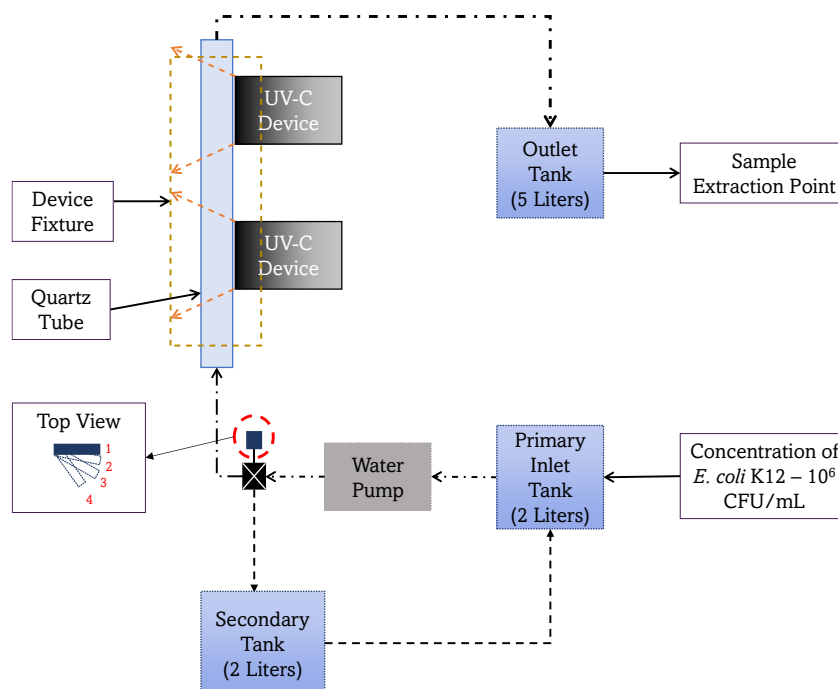 UV-C
Device
Outlet
Tank
(5 Liters)
Sample
Extraction Point
Device
Fixture
UV-C
Device
Quartz
Tube
Top View
1
2
3
4
Water
Pump
Primary
Inlet
Tank
(2 Liters)
Concentration of
E. coli K12 – 10⁶
CFU/mL
Secondary
Tank
(2 Liters)